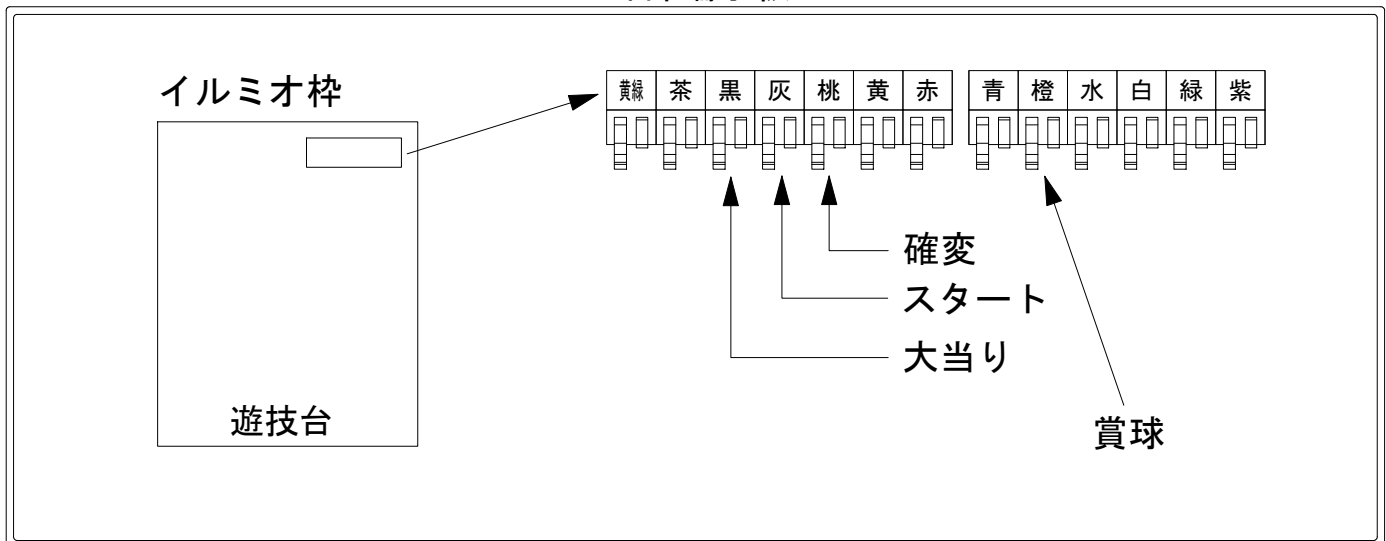 イルミオ枠
黄緑 茶 黒 灰 桃 黄 赤 青 橙 水 白 緑 紫
確変
スタート
大当り
遊技台
賞球